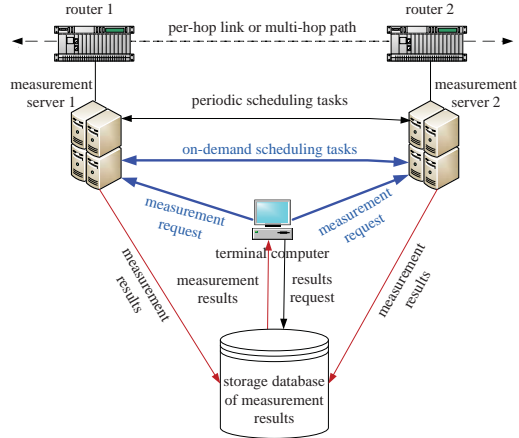 router 1
per-hop link or multi-hop path
router 2
measurement
server 1
measurement
server 2
periodic scheduling tasks
on-demand scheduling tasks
measurement
request
measurement
request
terminal computer
measurement
results
measurement
results
results
request
measurement
results
storage database
of measurement
results